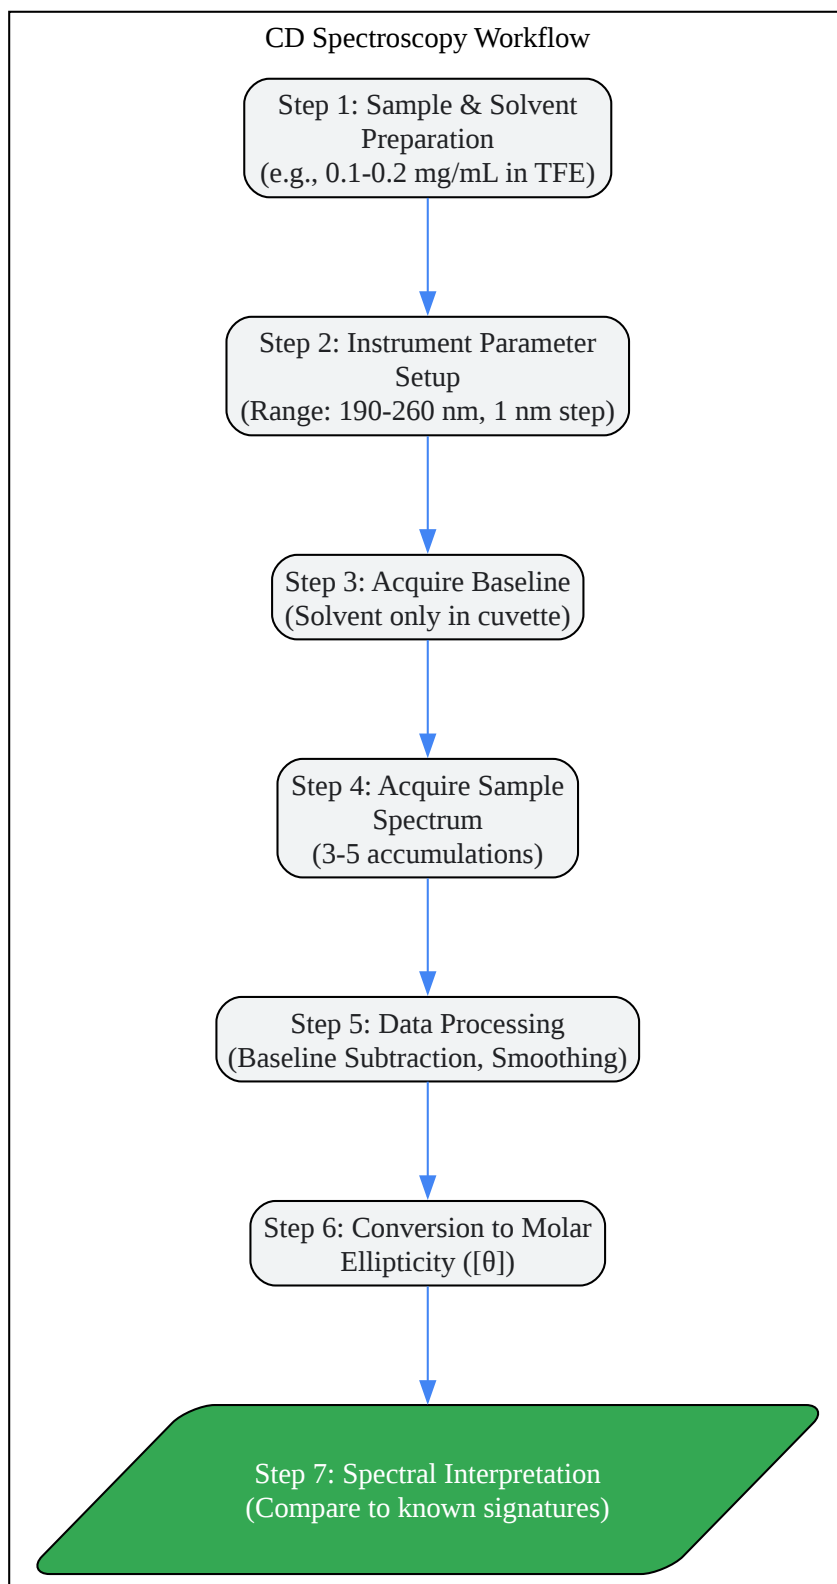 CD Spectroscopy Workflow
Step 1: Sample & Solvent
Preparation
(e.g., 0.1-0.2 mg/mL in TFE)
Step 2: Instrument Parameter
Setup
(Range: 190-260 nm, 1 nm step)
Step 3: Acquire Baseline
(Solvent only in cuvette)
Step 4: Acquire Sample
Spectrum
(3-5 accumulations)
Step 5: Data Processing
(Baseline Subtraction, Smoothing)
Step 6: Conversion to Molar
Ellipticity ([θ])
Step 7: Spectral Interpretation
(Compare to known signatures)